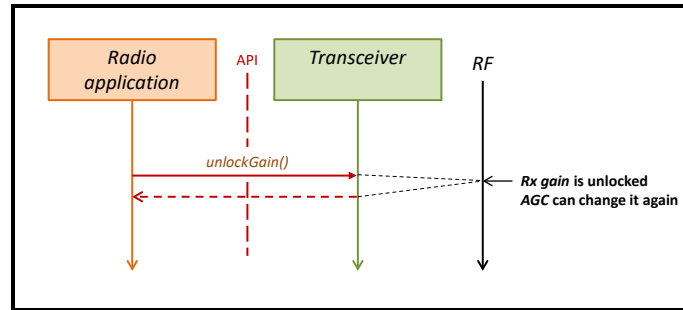 Radio
application
API
Transceiver
RF
unlockGain()
Rx gain is unlocked
AGC can change it again